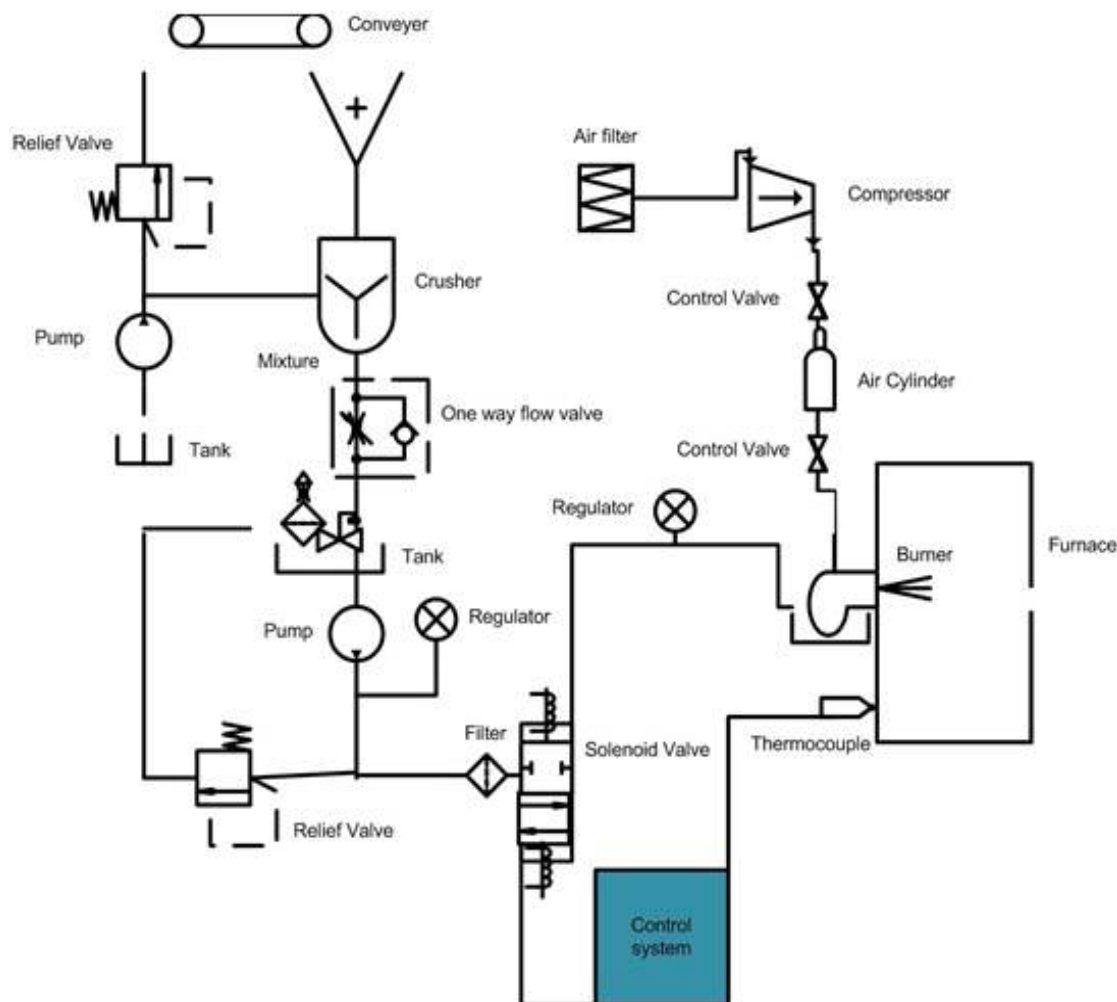 Conveyer
Relief Valve
Air filter
Compressor
Crusher
Control Valve
Pump
Mixture
Air Cylinder
One way flow valve
Tank
Control Valve
Regulator
Tank
Burner
Furnace
Pump
Regulator
Filter
Solenoid Valve
Thermocouple
Relief Valve
Control
system